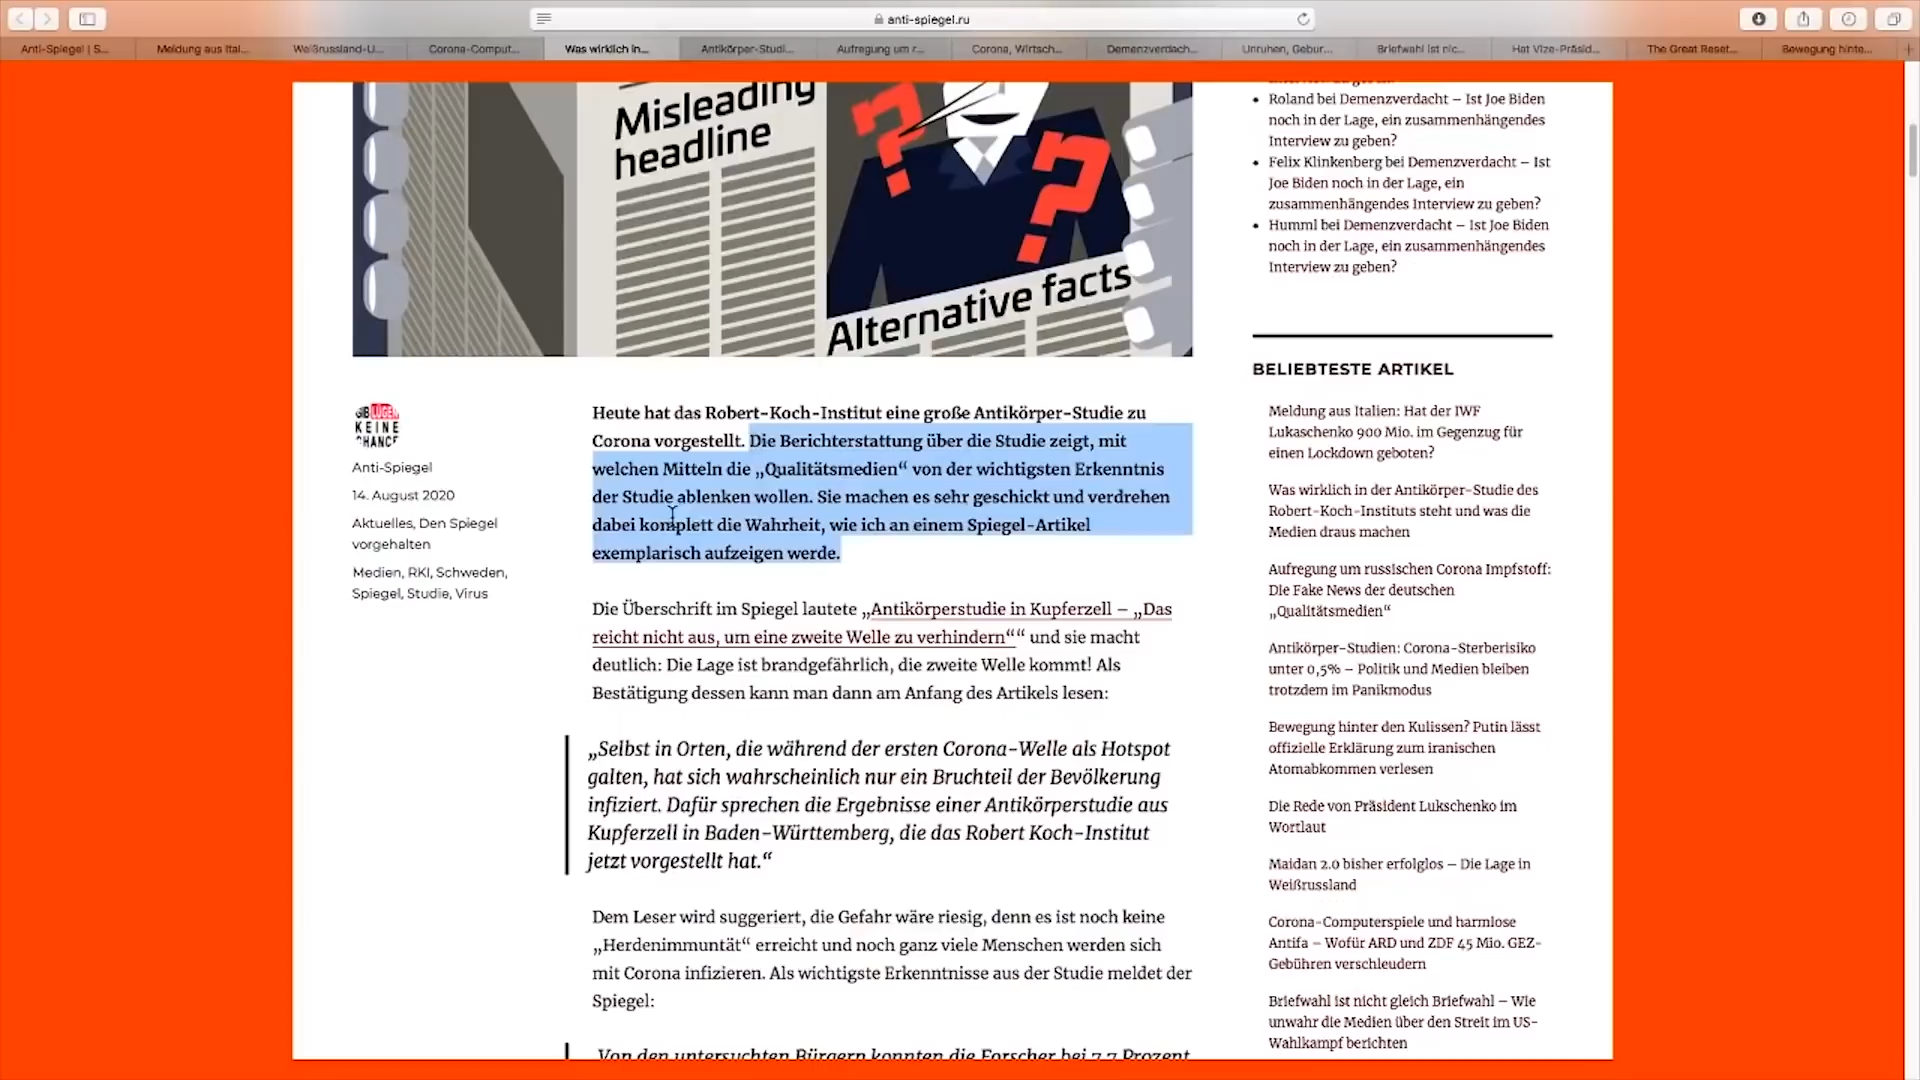 anti-spiegel.ru
Anti-Spiegel | S...
Meldung aus Ital...
Weißrussland-U...
Corona-Comput...
Was wirklich in...
Antikörper-Studi...
Aufregung um r...
Corona, Wirtsch...
Demenzverdach...
Unruhen, Gebur...
Briefwahl ist nic...
Hat Vize-Präsid...
The Great Reset...
Bewegung hinte...
Misleading
headline
Alternative facts
GIB LÜGEN
KEINE
CHANCE
Anti-Spiegel
14. August 2020
Aktuelles, Den Spiegel
vorgehalten
Medien, RKI, Schweden,
Spiegel, Studie, Virus
Heute hat das Robert-Koch-Institut eine große Antikörper-Studie zu
Corona vorgestellt. Die Berichterstattung über die Studie zeigt, mit
welchen Mitteln die „Qualitätsmedien“ von der wichtigsten Erkenntnis
der Studie ablenken wollen. Sie machen es sehr geschickt und verdrehen
dabei komplett die Wahrheit, wie ich an einem Spiegel-Artikel
exemplarisch aufzeigen werde.
Die Überschrift im Spiegel lautete „Antikörperstudie in Kupferzell – „Das
reicht nicht aus, um eine zweite Welle zu verhindern““ und sie macht
deutlich: Die Lage ist brandgefährlich, die zweite Welle kommt! Als
Bestätigung dessen kann man dann am Anfang des Artikels lesen:
„Selbst in Orten, die während der ersten Corona-Welle als Hotspot
galten, hat sich wahrscheinlich nur ein Bruchteil der Bevölkerung
infiziert. Dafür sprechen die Ergebnisse einer Antikörperstudie aus
Kupferzell in Baden-Württemberg, die das Robert Koch-Institut
jetzt vorgestellt hat.“
Dem Leser wird suggeriert, die Gefahr wäre riesig, denn es ist noch keine
„Herdenimmuntät“ erreicht und noch ganz viele Menschen werden sich
mit Corona infizieren. Als wichtigste Erkenntnisse aus der Studie meldet der
Spiegel:
Von den untersuchten Bürgern konnten die Forscher bei 7,7 Prozent
Roland bei Demenzverdacht – Ist Joe Biden
noch in der Lage, ein zusammenhängendes
Interview zu geben?
Felix Klinkenberg bei Demenzverdacht – Ist
Joe Biden noch in der Lage, ein
zusammenhängendes Interview zu geben?
Humml bei Demenzverdacht – Ist Joe Biden
noch in der Lage, ein zusammenhängendes
Interview zu geben?
BELIEBTESTE ARTIKEL
Meldung aus Italien: Hat der IWF
Lukaschenko 900 Mio. im Gegenzug für
einen Lockdown geboten?
Was wirklich in der Antikörper-Studie des
Robert-Koch-Instituts steht und was die
Medien draus machen
Aufregung um russischen Corona Impfstoff:
Die Fake News der deutschen
„Qualitätsmedien“
Antikörper-Studien: Corona-Sterberisiko
unter 0,5% – Politik und Medien bleiben
trotzdem im Panikmodus
Bewegung hinter den Kulissen? Putin lässt
offizielle Erklärung zum iranischen
Atomabkommen verlesen
Die Rede von Präsident Lukschenko im
Wortlaut
Maidan 2.0 bisher erfolglos – Die Lage in
Weißrussland
Corona-Computerspiele und harmlose
Antifa – Wofür ARD und ZDF 45 Mio. GEZ-
Gebühren verschleudern
Briefwahl ist nicht gleich Briefwahl – Wie
unwahr die Medien über den Streit im US-
Wahlkampf berichten